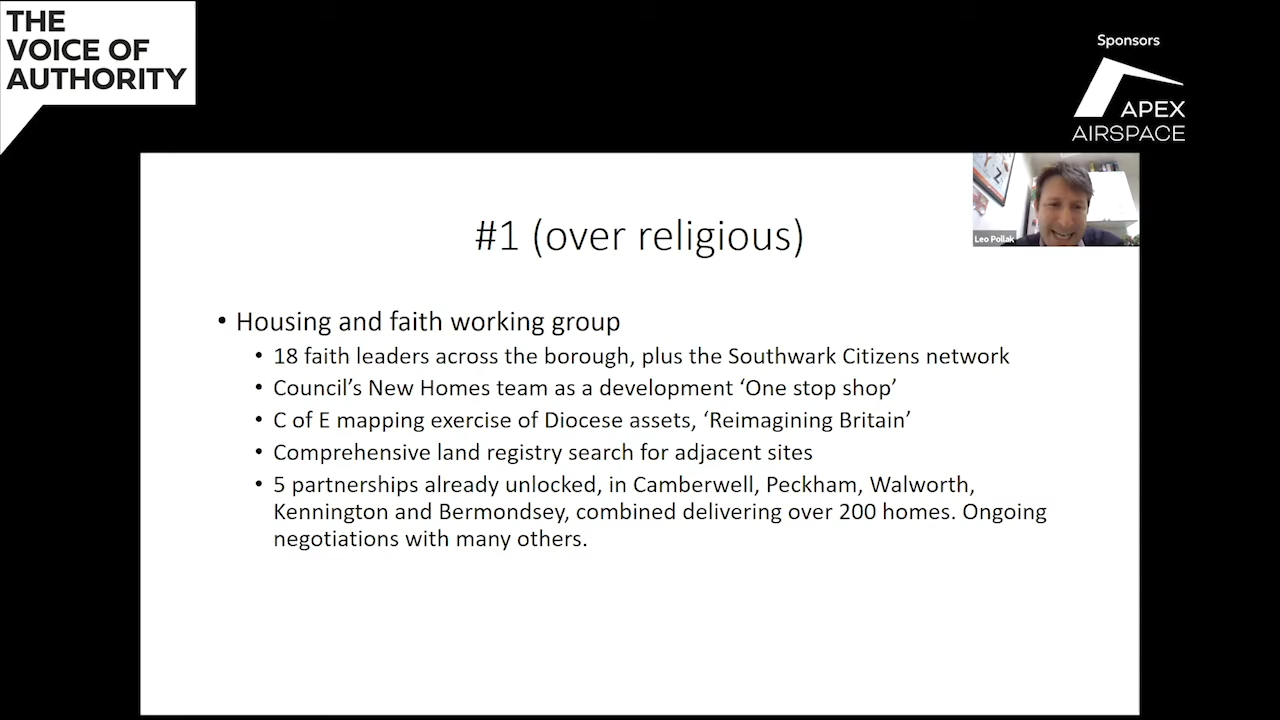 THE
VOICE OF
AUTHORITY
Sponsors
APEX
AIRSPACE
Leo Pollak
#1 (over religious)
• Housing and faith working group
• 18 faith leaders across the borough, plus the Southwark Citizens network
• Council’s New Homes team as a development ‘One stop shop’
• C of E mapping exercise of Diocese assets, ‘Reimagining Britain’
• Comprehensive land registry search for adjacent sites
• 5 partnerships already unlocked, in Camberwell, Peckham, Walworth,
Kennington and Bermondsey, combined delivering over 200 homes. Ongoing
negotiations with many others.